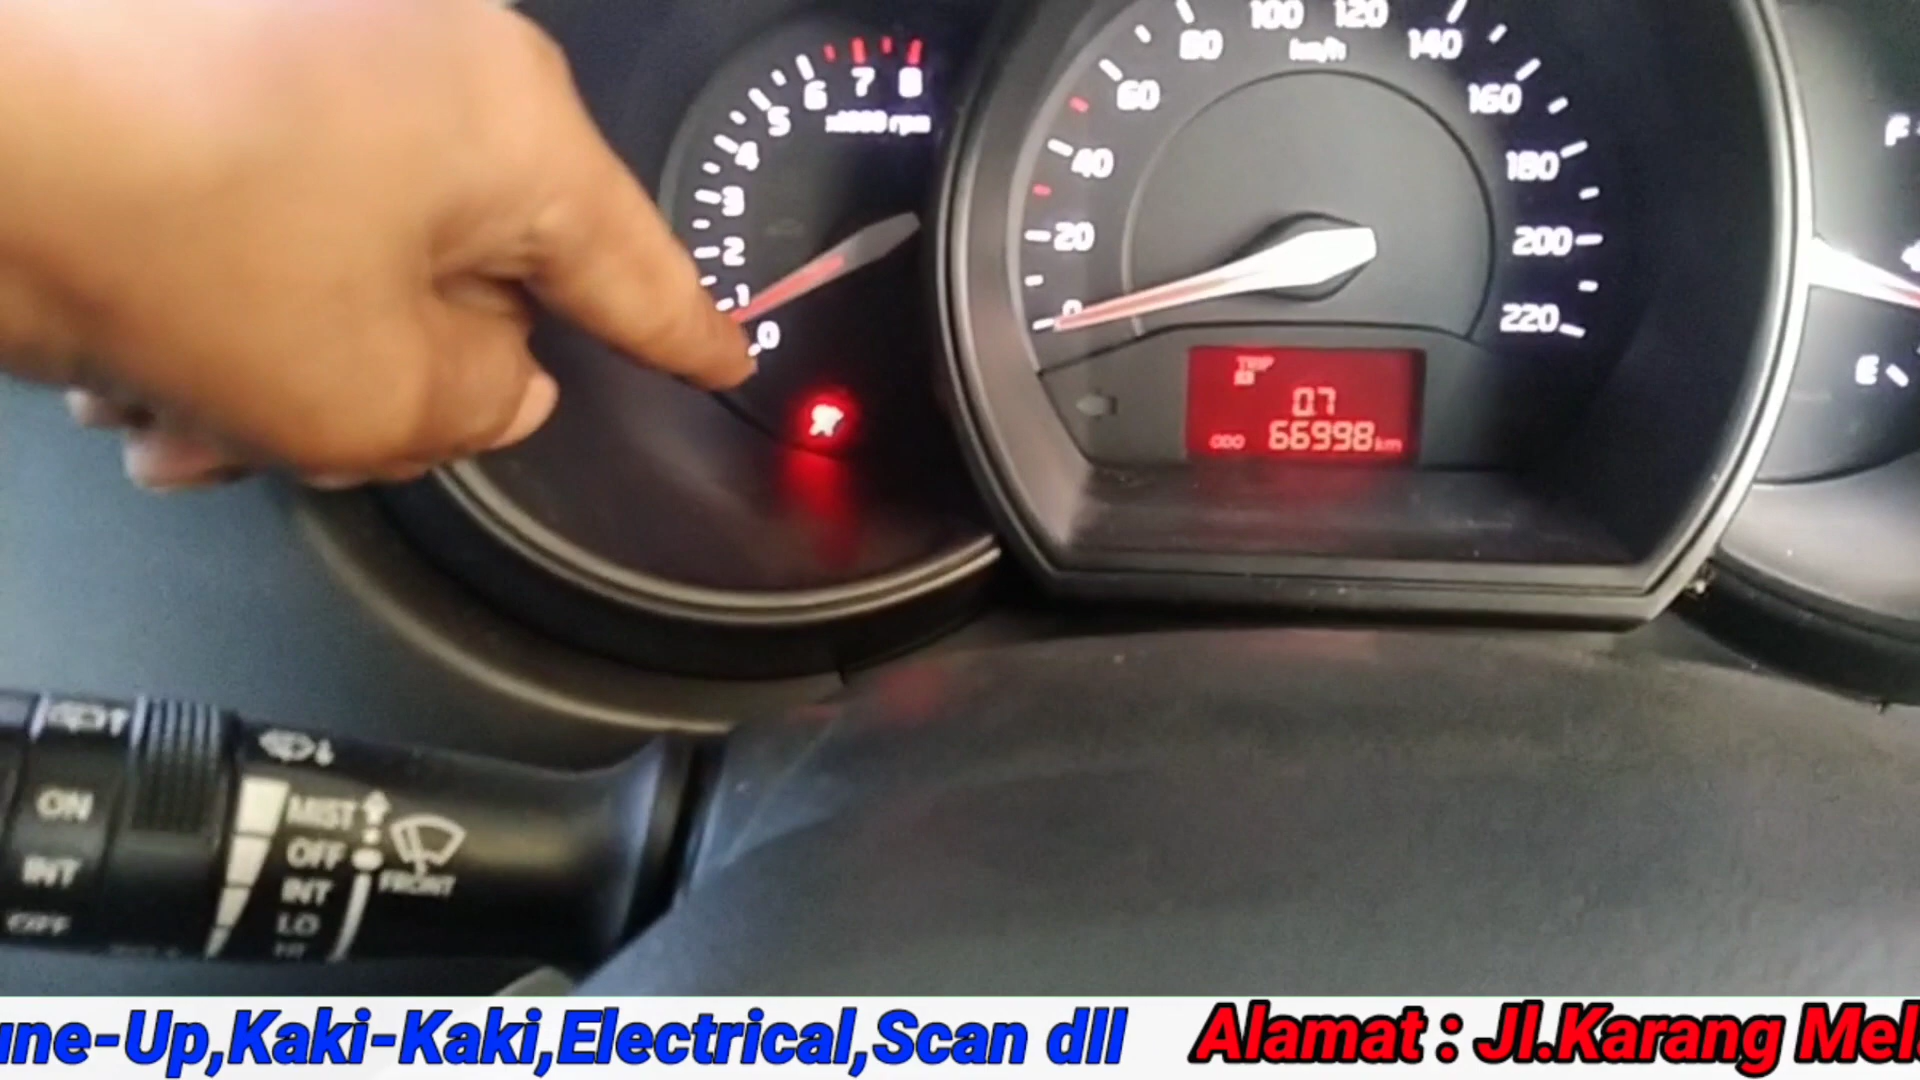 100 120
80 km/h 140
60 160
40 180
20 200
0 220
8
7
6
x1000 rpm
5
4
3
2
1
0
F
E
TRIP
0.7
ODO 66998 km
ON
INT
OFF
MIST
OFF
INT
LO
HI
FRONT
une-Up,Kaki-Kaki,Electrical,Scan dll Alamat : Jl.Karang Mel